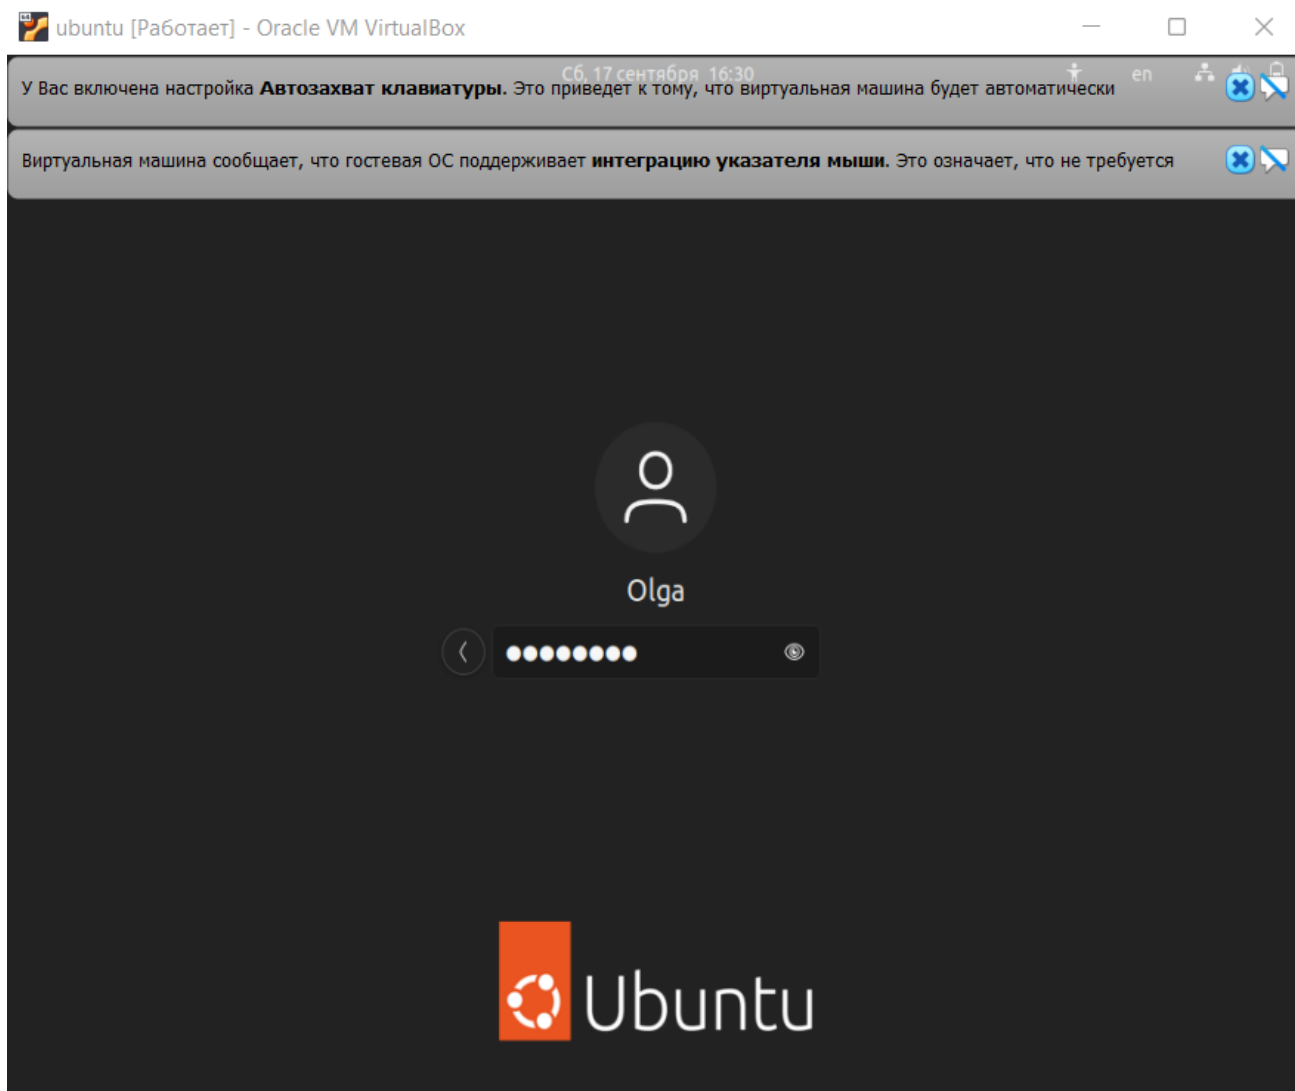 ubuntu [Работает] - Oracle VM VirtualBox
Сб, 17 сентября 16:30
en
У Вас включена настройка Автозахват клавиатуры. Это приведет к тому, что виртуальная машина будет автоматически
Виртуальная машина сообщает, что гостевая ОС поддерживает интеграцию указателя мыши. Это означает, что не требуется
Olga
Ubuntu